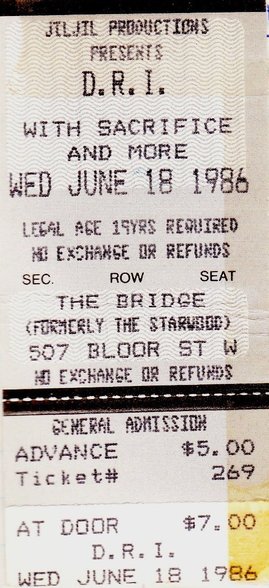 JILJIL PRODUCTIONS
PRESENTS
D.R.I.
WITH SACRIFICE
AND MORE
WED JUNE 18 1986
LEGAL AGE 19YRS REQUIRED
NO EXCHANGE OR REFUNDS
SEC. ROW SEAT
THE BRIDGE
(FORMERLY THE STARWOOD)
507 BLOOR ST W
NO EXCHANGE OR REFUNDS
GENERAL ADMISSION
ADVANCE $5.00
Ticket# 269
AT DOOR $7.00
D.R.I.
WED JUNE 18 1986